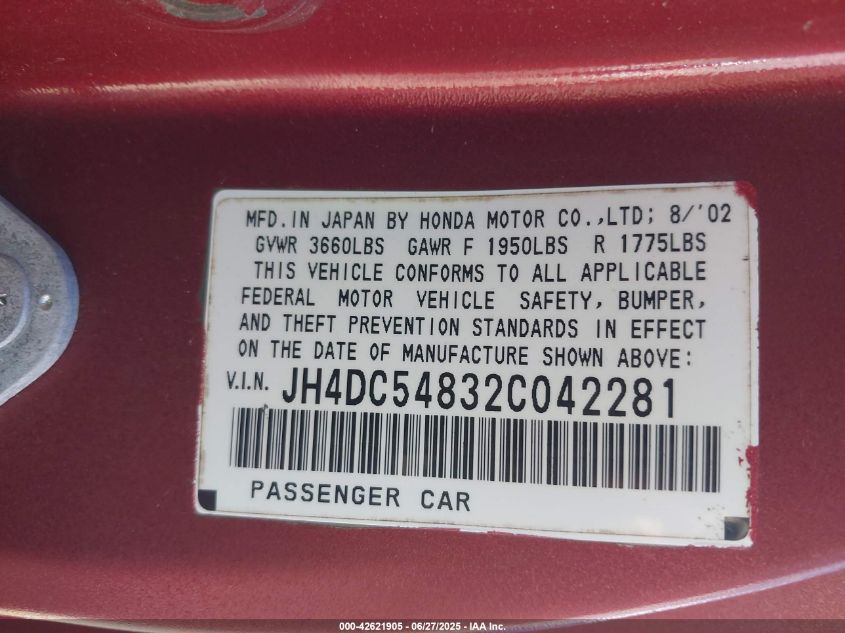 MFD. IN JAPAN BY HONDA MOTOR CO.,LTD; 8/'02
GVWR 3660LBS GAWR F 1950LBS R 1775LBS
THIS VEHICLE CONFORMS TO ALL APPLICABLE
FEDERAL MOTOR VEHICLE SAFETY, BUMPER,
AND THEFT PREVENTION STANDARDS IN EFFECT
ON THE DATE OF MANUFACTURE SHOWN ABOVE:
V.I.N. JH4DC54832C042281
PASSENGER CAR
000-42621905 - 06/27/2025 - IAA Inc.